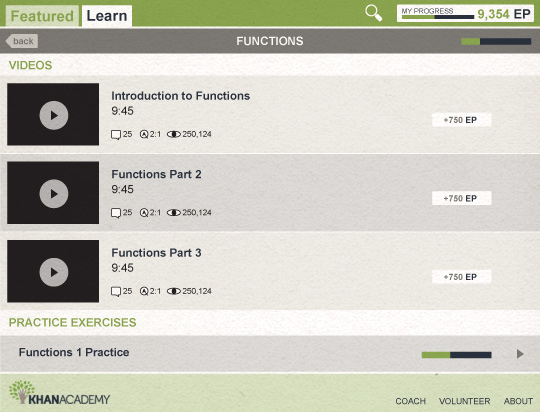 Featured Learn MY PROGRESS 9,354 EP
back FUNCTIONS
VIDEOS
Introduction to Functions
9:45
+750 EP
25 2:1 250,124
Functions Part 2
9:45
+750 EP
25 2:1 250,124
Functions Part 3
9:45
+750 EP
25 2:1 250,124
PRACTICE EXERCISES
Functions 1 Practice
KHANACADEMY COACH VOLUNTEER ABOUT